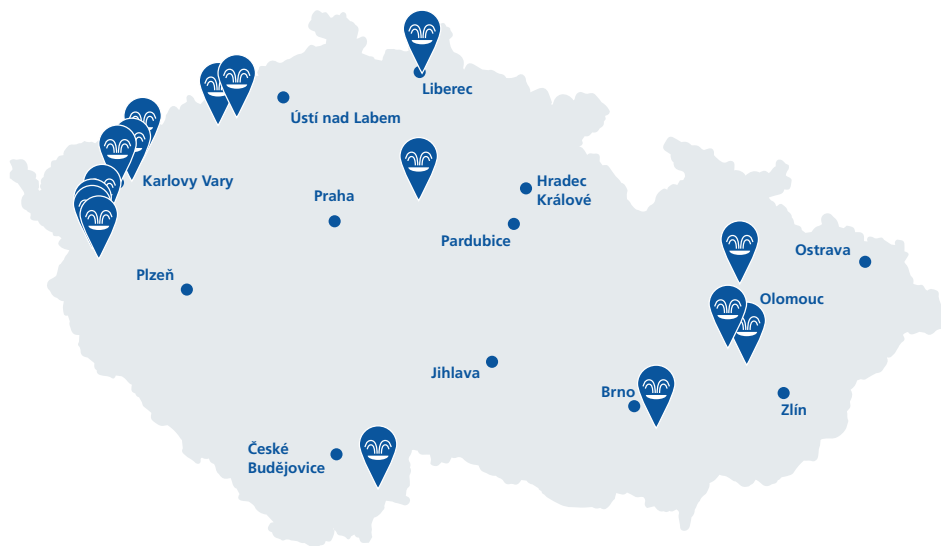 Liberec
Ústí nad Labem
Karlovy Vary
Praha
Hradec
Králové
Pardubice
Plzeň
Ostrava
Olomouc
Jihlava
Brno
Zlín
České
Budějovice